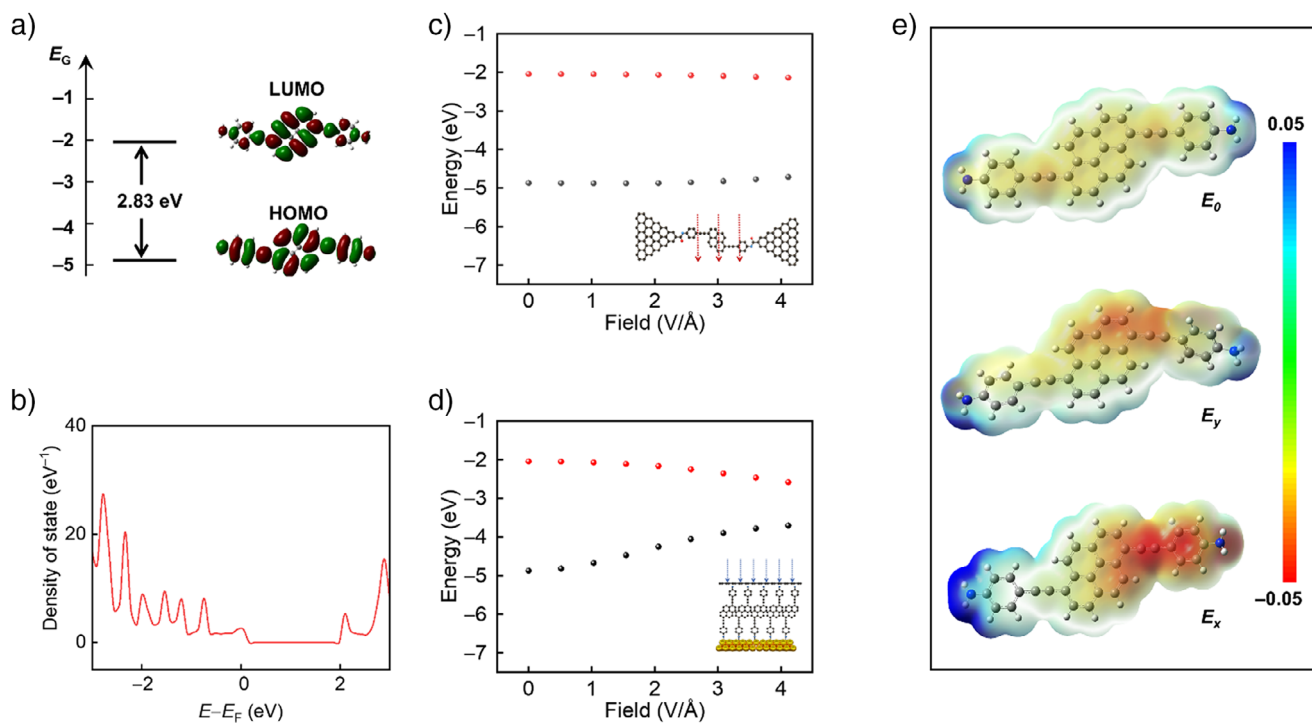 a)
E_G
−1
−2
−3
−4
−5
2.83 eV
LUMO
HOMO
b)
Density of state (eV⁻¹)
40
20
0
−2
0
2
E−E_F (eV)
c)
Energy (eV)
−1
−2
−3
−4
−5
−6
−7
0
1
2
3
4
Field (V/Å)
d)
Energy (eV)
−1
−2
−3
−4
−5
−6
−7
0
1
2
3
4
Field (V/Å)
e)
E_0
E_y
E_x
0.05
−0.05